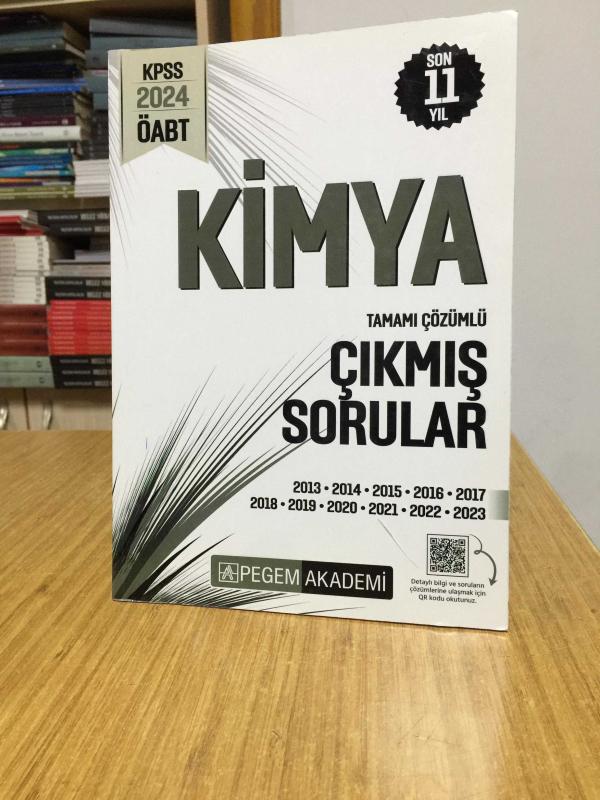 KPSS
2024
ÖABT
SON
11
YIL
KİMYA
TAMAMI ÇÖZÜMLÜ
ÇIKMIŞ
SORULAR
2013 • 2014 • 2015 • 2016 • 2017
2018 • 2019 • 2020 • 2021 • 2022 • 2023
PEGEM AKADEMİ
Detaylı bilgi ve soruların
çözümlerine ulaşmak için
QR kodu okutunuz.